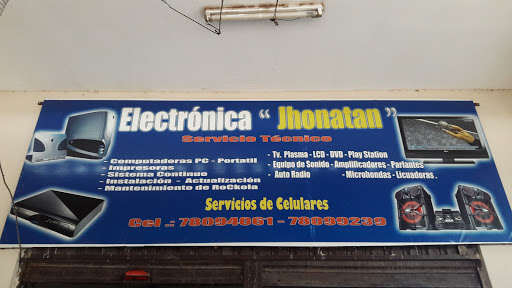 Electrónica " Jhonatan "
Servicio Técnico
- Computadoras PC - Portatil
- Impresoras
- Sistema Continuo
- Instalación - Actualización
- Mantenimiento de RoCkola
- Tv. Plasma - LCD - DVD - Play Station
- Equipo de Sonido - Amplificadores - Parlantes
- Auto Radio - Microhondas - Licuadoras .
Servicios de Celulares
Cel .: 78094061 - 78099239